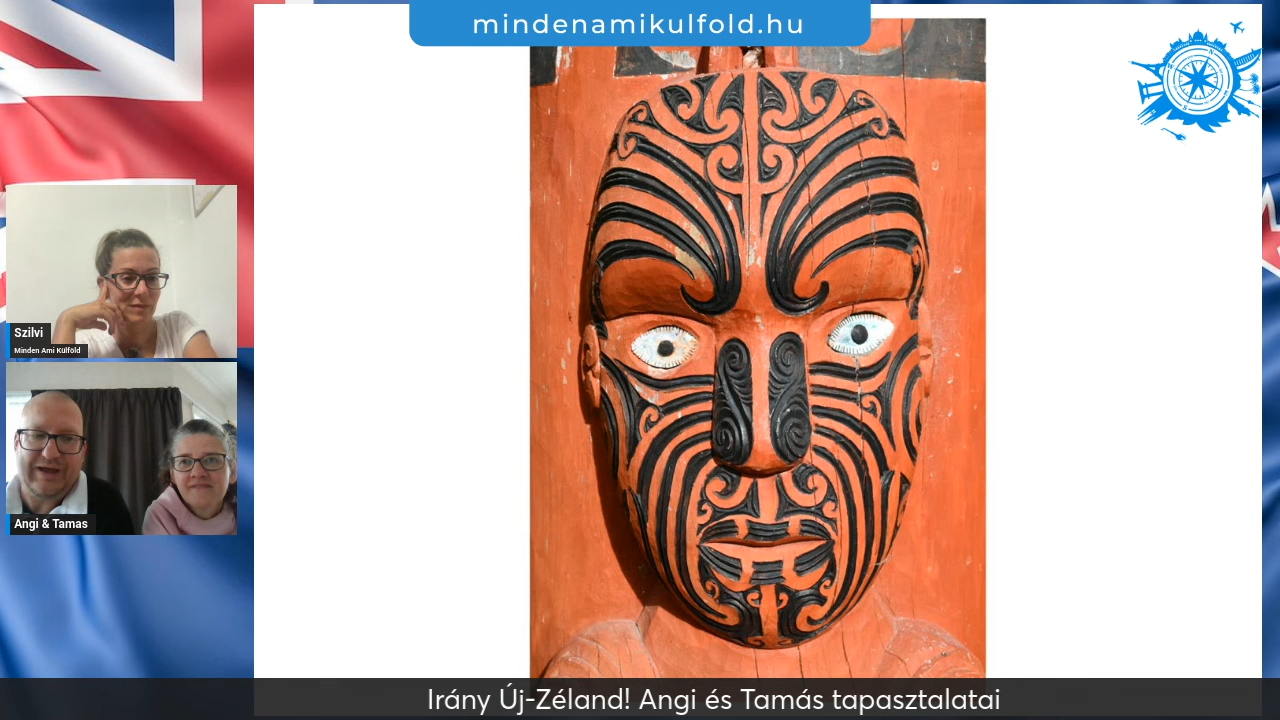 mindenamikulfold.hu
Szilvi
Minden Ami Külföld
Angi & Tamas
Irány Új-Zéland! Angi és Tamás tapasztalatai